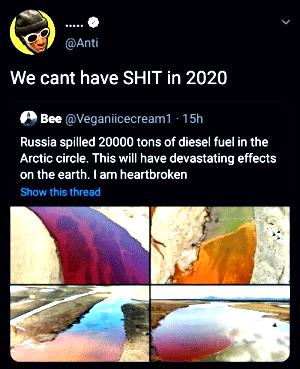 .....
@Anti
We cant have SHIT in 2020
Bee @Veganiicecream1 · 15h
Russia spilled 20000 tons of diesel fuel in the
Arctic circle. This will have devastating effects
on the earth. I am heartbroken
Show this thread